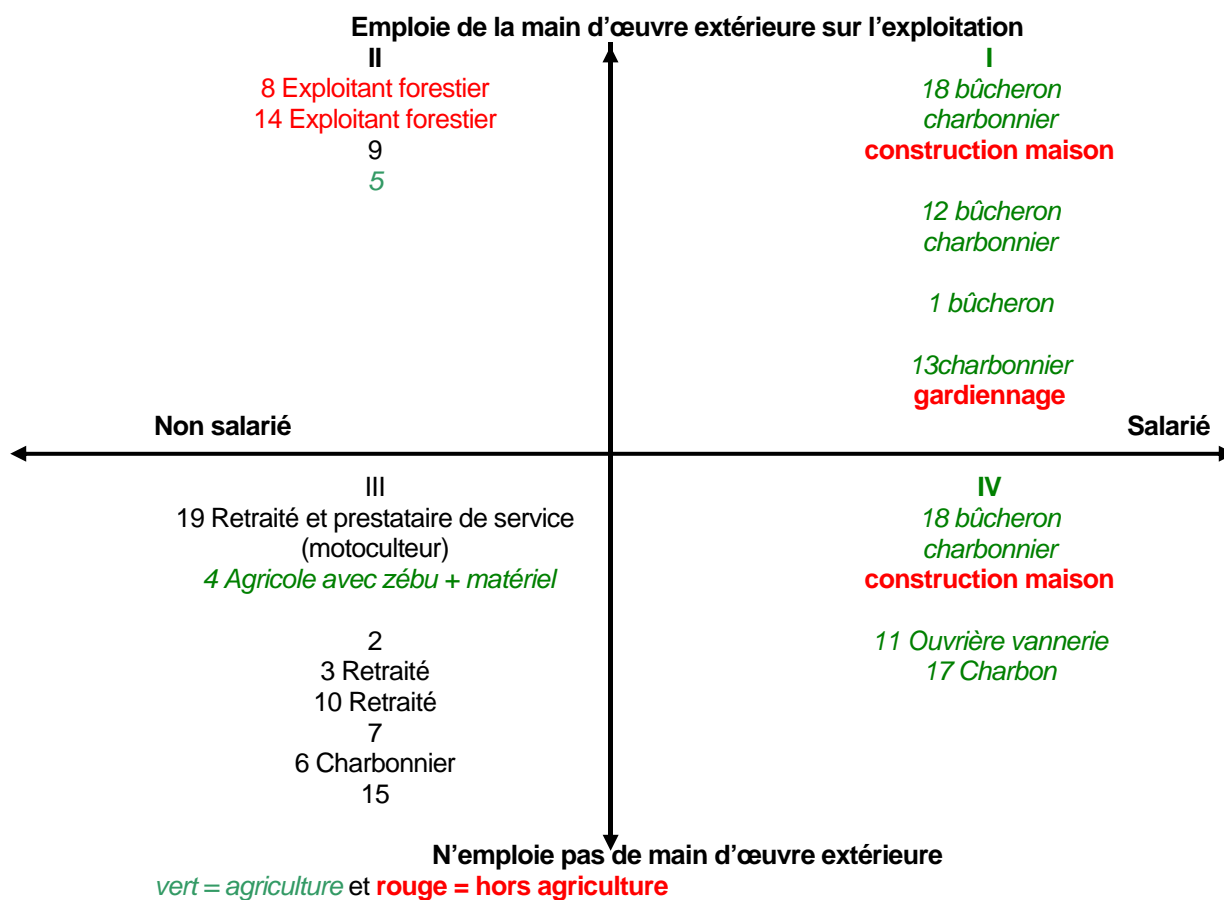 Emploie de la main d’œuvre extérieure sur l’exploitation
II
8 Exploitant forestier
14 Exploitant forestier
9
5
I
18 bûcheron
charbonnier
construction maison
12 bûcheron
charbonnier
1 bûcheron
13charbonnier
gardiennage
Non salarié
Salarié
III
19 Retraité et prestataire de service
(motoculteur)
4 Agricole avec zébu + matériel
2
3 Retraité
10 Retraité
7
6 Charbonnier
15
IV
18 bûcheron
charbonnier
construction maison
11 Ouvrière vannerie
17 Charbon
N’emploie pas de main d’œuvre extérieure
vert = agriculture et rouge = hors agriculture